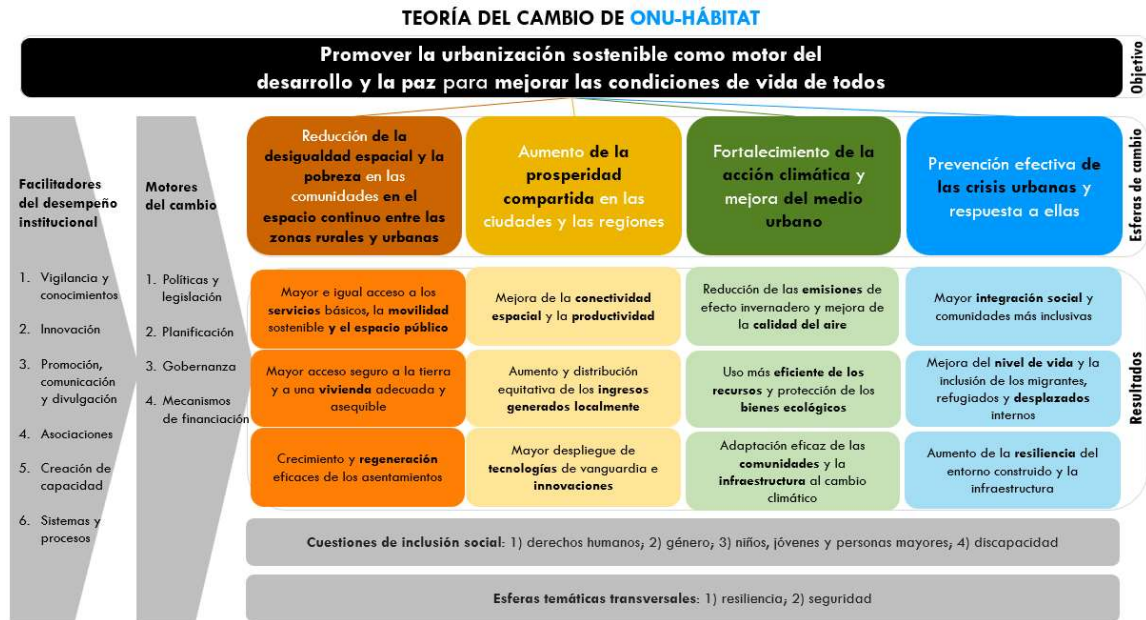 TEORÍA DEL CAMBIO DE ONU-HÁBITAT
Promover la urbanización sostenible como motor del
desarrollo y la paz para mejorar las condiciones de vida de todos
Objetivo
Facilitadores
del desempeño
institucional
1. Vigilancia y
conocimientos
2. Innovación
3. Promoción,
comunicación
y divulgación
4. Asociaciones
5. Creación de
capacidad
6. Sistemas y
procesos
Motores
del cambio
1. Políticas y
legislación
2. Planificación
3. Gobernanza
4. Mecanismos
de financiación
Reducción de la
desigualdad espacial y la
pobreza en las
comunidades en el
espacio continuo entre las
zonas rurales y urbanas
Aumento de la
prosperidad
compartida en las
ciudades y las regiones
Fortalecimiento de la
acción climática y
mejora del medio
urbano
Prevención efectiva de
las crisis urbanas y
respuesta a ellas
Esferas de cambio
Mayor e igual acceso a los
servicios básicos, la movilidad
sostenible y el espacio público
Mejora de la conectividad
espacial y la productividad
Reducción de las emisiones de
efecto invernadero y mejora de
la calidad del aire
Mayor integración social y
comunidades más inclusivas
Mayor acceso seguro a la tierra
y a una vivienda adecuada y
asequible
Aumento y distribución
equitativa de los ingresos
generados localmente
Uso más eficiente de los
recursos y protección de los
bienes ecológicos
Mejora del nivel de vida y la
inclusión de los migrantes,
refugiados y desplazados
internos
Crecimiento y regeneración
eficaces de los asentamientos
Mayor despliegue de
tecnologías de vanguardia e
innovaciones
Adaptación eficaz de las
comunidades y la
infraestructura al cambio
climático
Aumento de la resiliencia del
entorno construido y la
infraestructura
Resultados
Cuestiones de inclusión social: 1) derechos humanos; 2) género; 3) niños, jóvenes y personas mayores; 4) discapacidad
Esferas temáticas transversales: 1) resiliencia; 2) seguridad